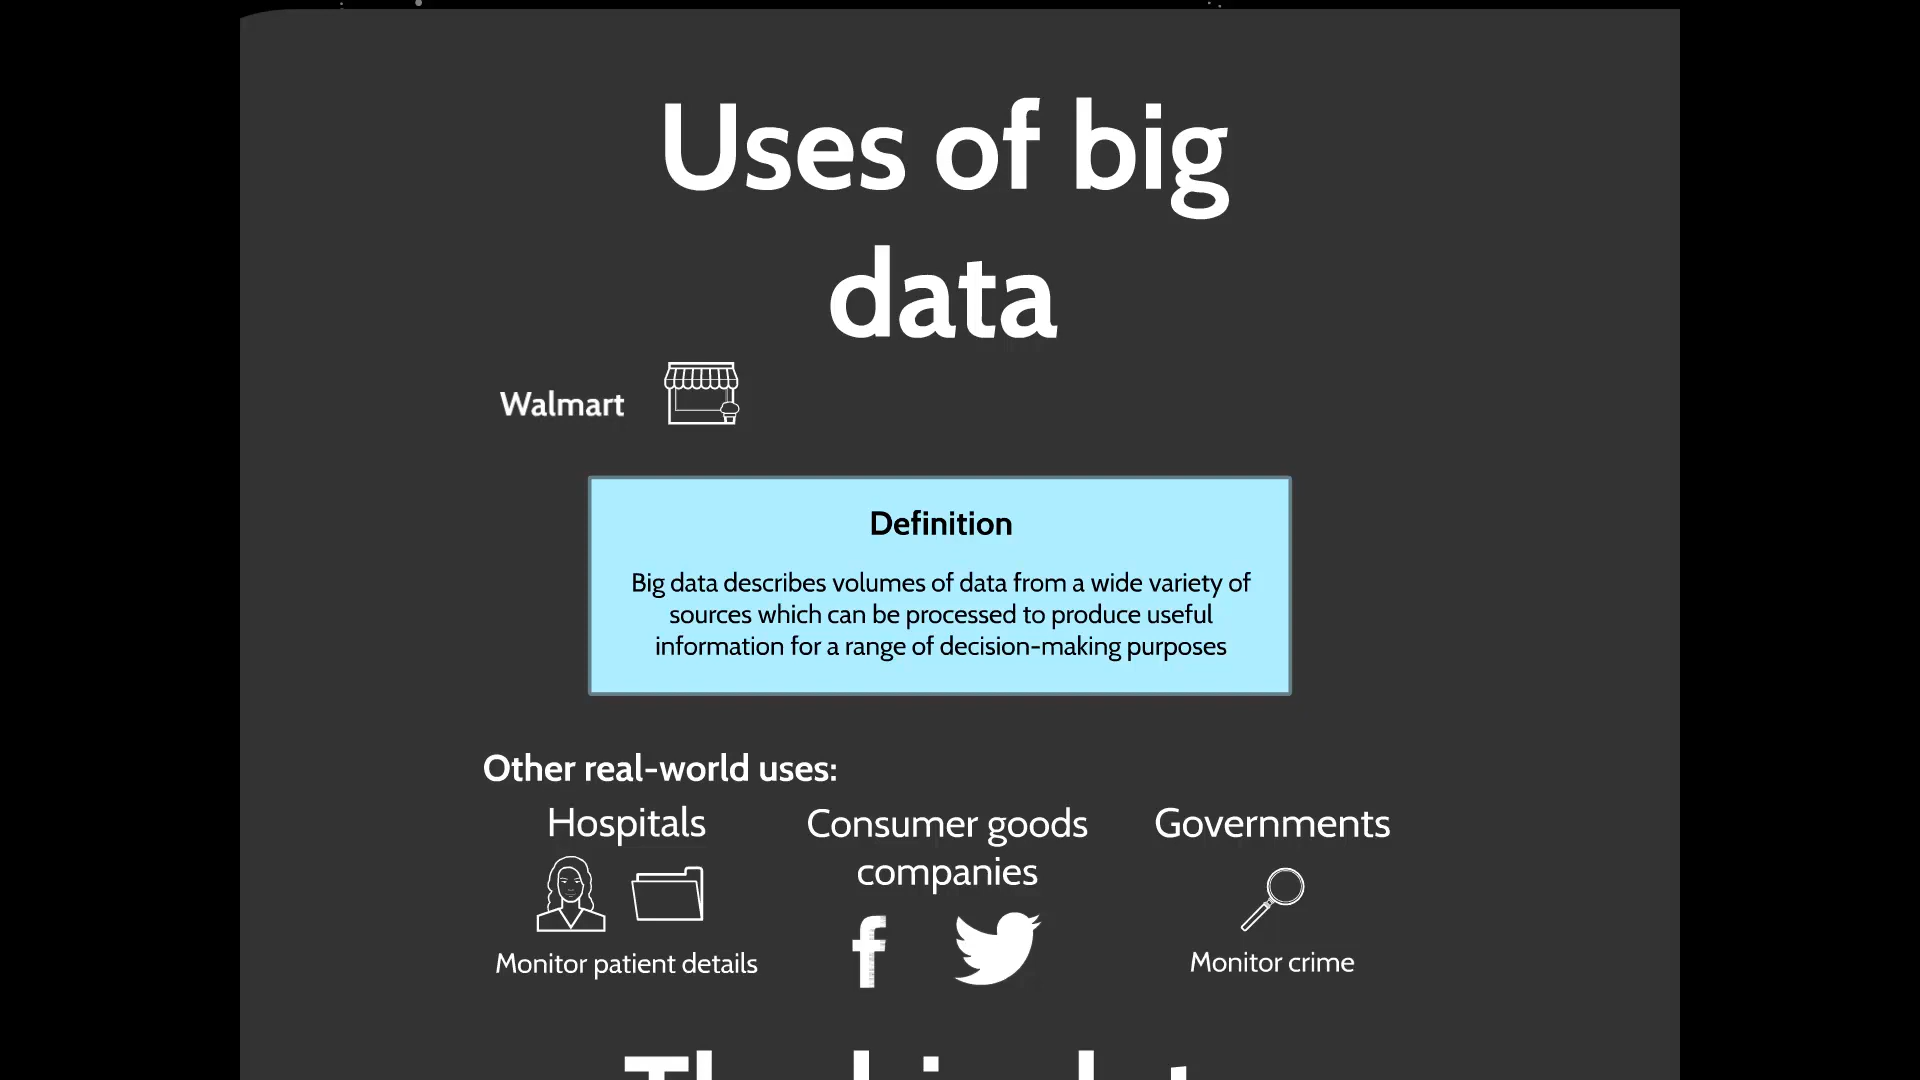 Uses of big
data
Walmart
Definition
Big data describes volumes of data from a wide variety of
sources which can be processed to produce useful
information for a range of decision-making purposes
Other real-world uses:
Hospitals
Consumer goods
companies
Governments
Monitor patient details
Monitor crime